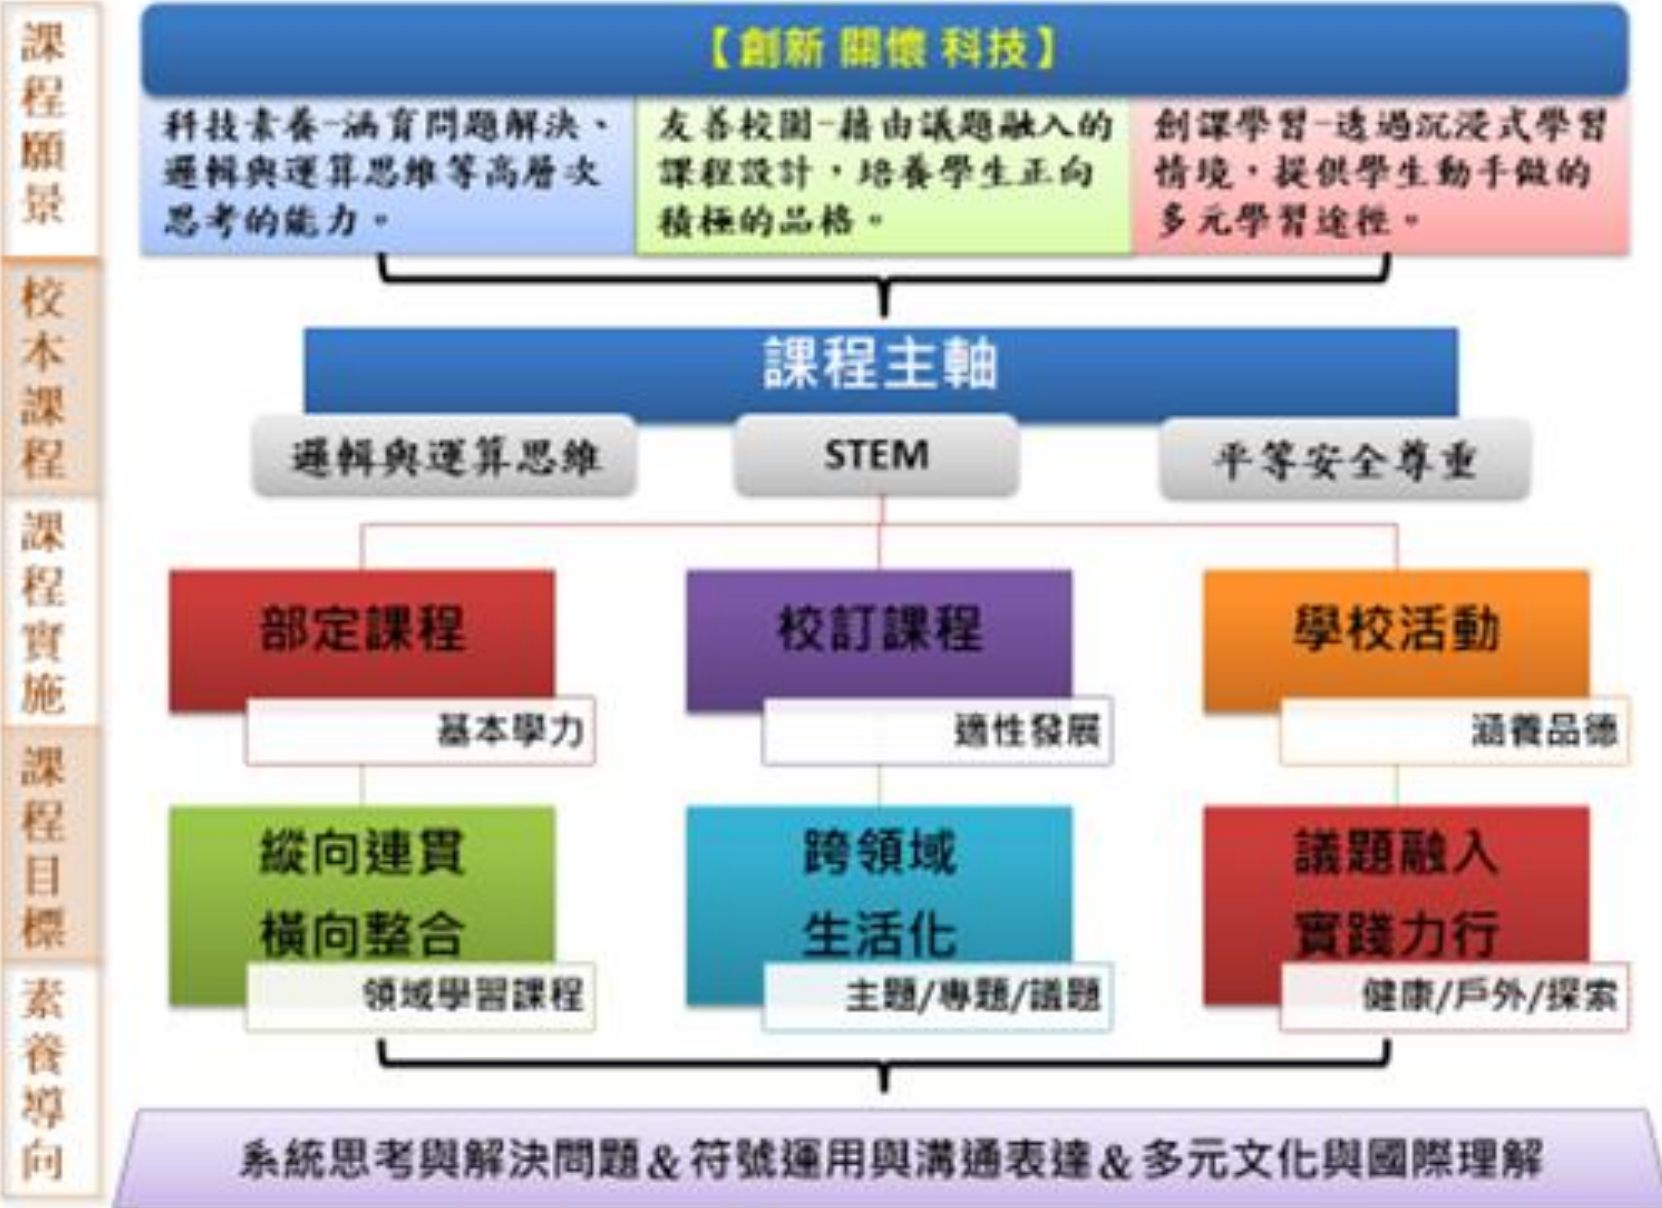 課程願景
【創新 關懷 科技】
科技素養-涵育問題解決、
邏輯與運算思維等高層次
思考的能力。
友善校園-藉由議題融入的
課程設計，培養學生正向
積極的品格。
創課學習-透過沉浸式學習
情境，提供學生動手做的
多元學習途徑。
校本課程
課程主軸
邏輯與運算思維
STEM
平等安全尊重
課程實施
部定課程
基本學力
校訂課程
適性發展
學校活動
涵養品德
課程目標
縱向連貫
橫向整合
領域學習課程
跨領域
生活化
主題/專題/議題
議題融入
實踐力行
健康/戶外/探索
素養導向
系統思考與解決問題&符號運用與溝通表達&多元文化與國際理解